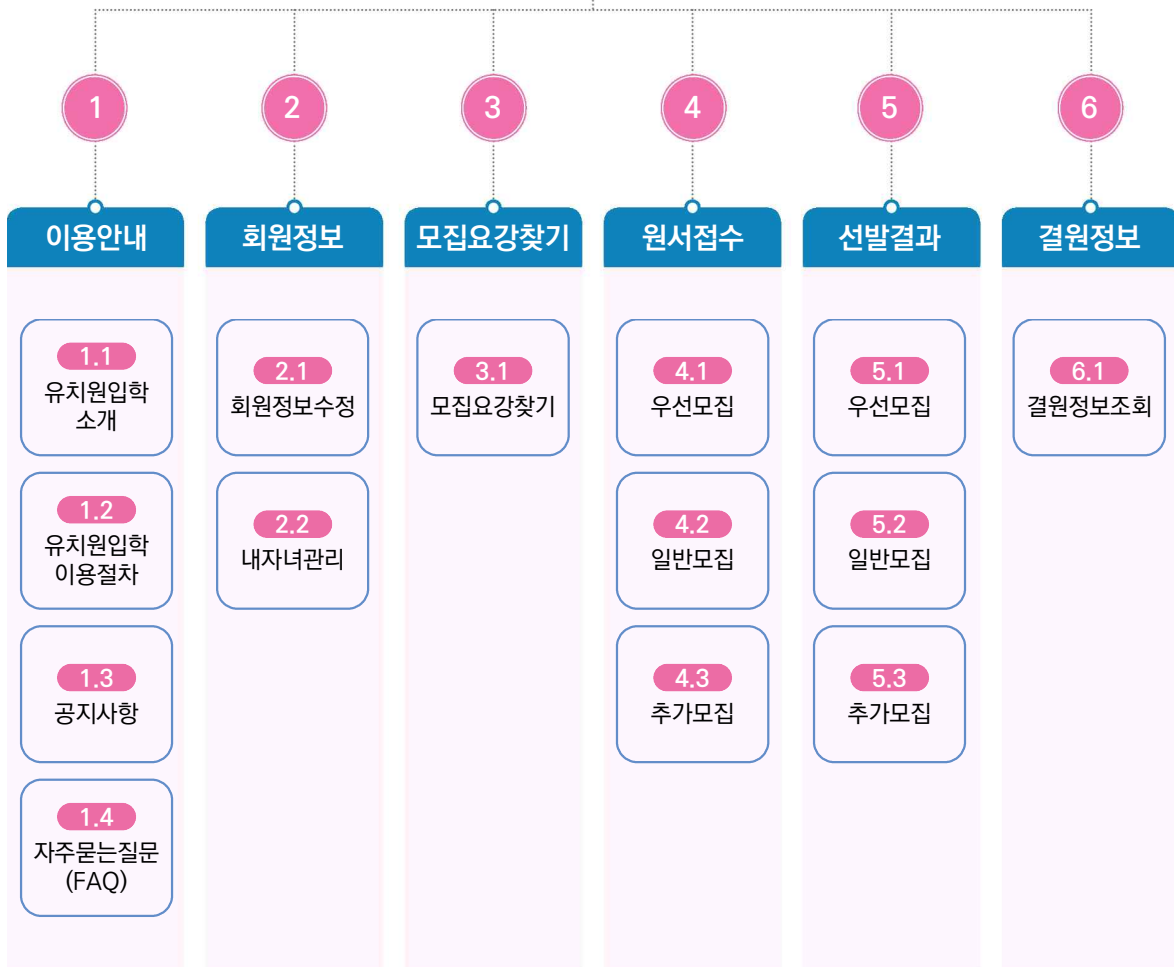 1
2
3
4
5
6
이용안내
회원정보
모집요강찾기
원서접수
선발결과
결원정보
1.1
유치원입학
소개
1.2
유치원입학
이용절차
1.3
공지사항
1.4
자주묻는질문
(FAQ)
2.1
회원정보수정
2.2
내자녀관리
3.1
모집요강찾기
4.1
우선모집
4.2
일반모집
4.3
추가모집
5.1
우선모집
5.2
일반모집
5.3
추가모집
6.1
결원정보조회